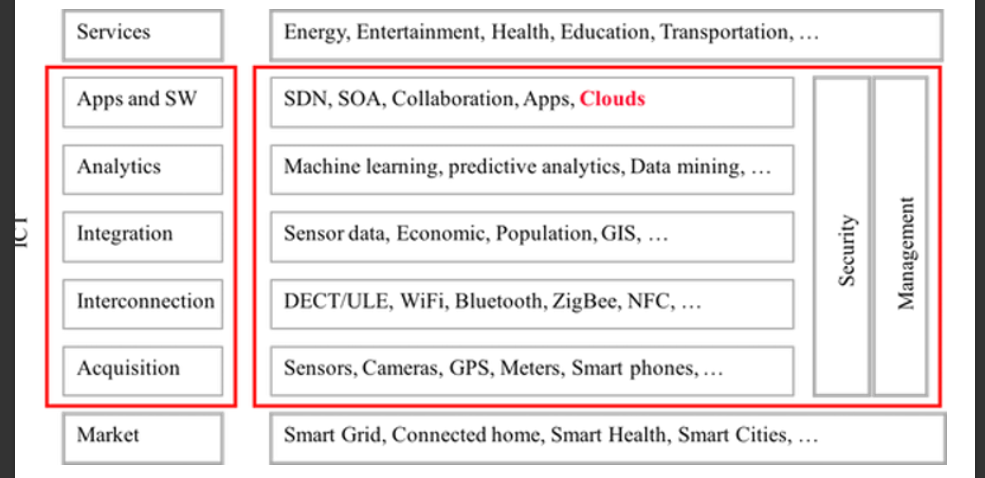 Services
Energy, Entertainment, Health, Education, Transportation, …
Apps and SW
SDN, SOA, Collaboration, Apps, Clouds
Analytics
Machine learning, predictive analytics, Data mining, …
Integration
Sensor data, Economic, Population, GIS, …
Interconnection
DECT/ULE, WiFi, Bluetooth, ZigBee, NFC, …
Acquisition
Sensors, Cameras, GPS, Meters, Smart phones, …
Market
Smart Grid, Connected home, Smart Health, Smart Cities, …
Security
Management
ICT